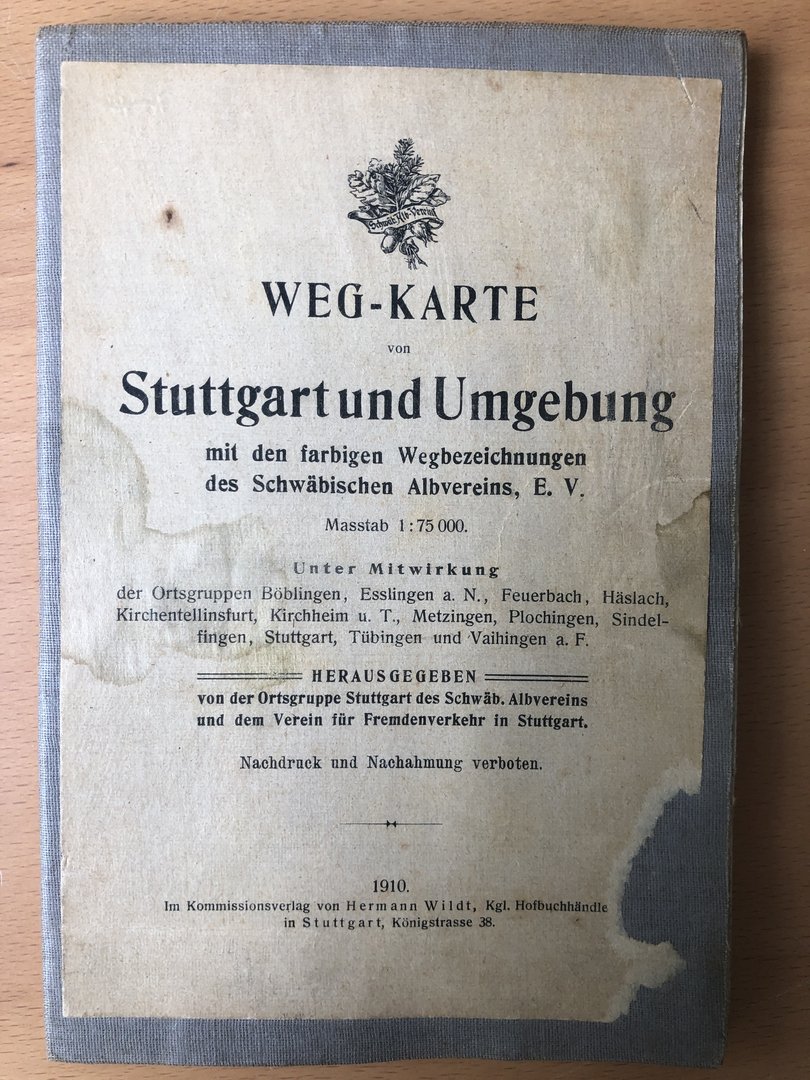 Schwäb. Alb-Verein
WEG-KARTE
von
Stuttgart und Umgebung
mit den farbigen Wegbezeichnungen
des Schwäbischen Albvereins, E. V.
Masstab 1:75 000.
Unter Mitwirkung
der Ortsgruppen Böblingen, Esslingen a. N., Feuerbach, Häslach,
Kirchentellinsfurt, Kirchheim u. T., Metzingen, Plochingen, Sindel-
fingen, Stuttgart, Tübingen und Vaihingen a. F.
HERAUSGEGEBEN
von der Ortsgruppe Stuttgart des Schwäb. Albvereins
und dem Verein für Fremdenverkehr in Stuttgart.
Nachdruck und Nachahmung verboten.
1910.
Im Kommissionsverlag von Hermann Wildt, Kgl. Hofbuchhändle
in Stuttgart, Königstrasse 38.